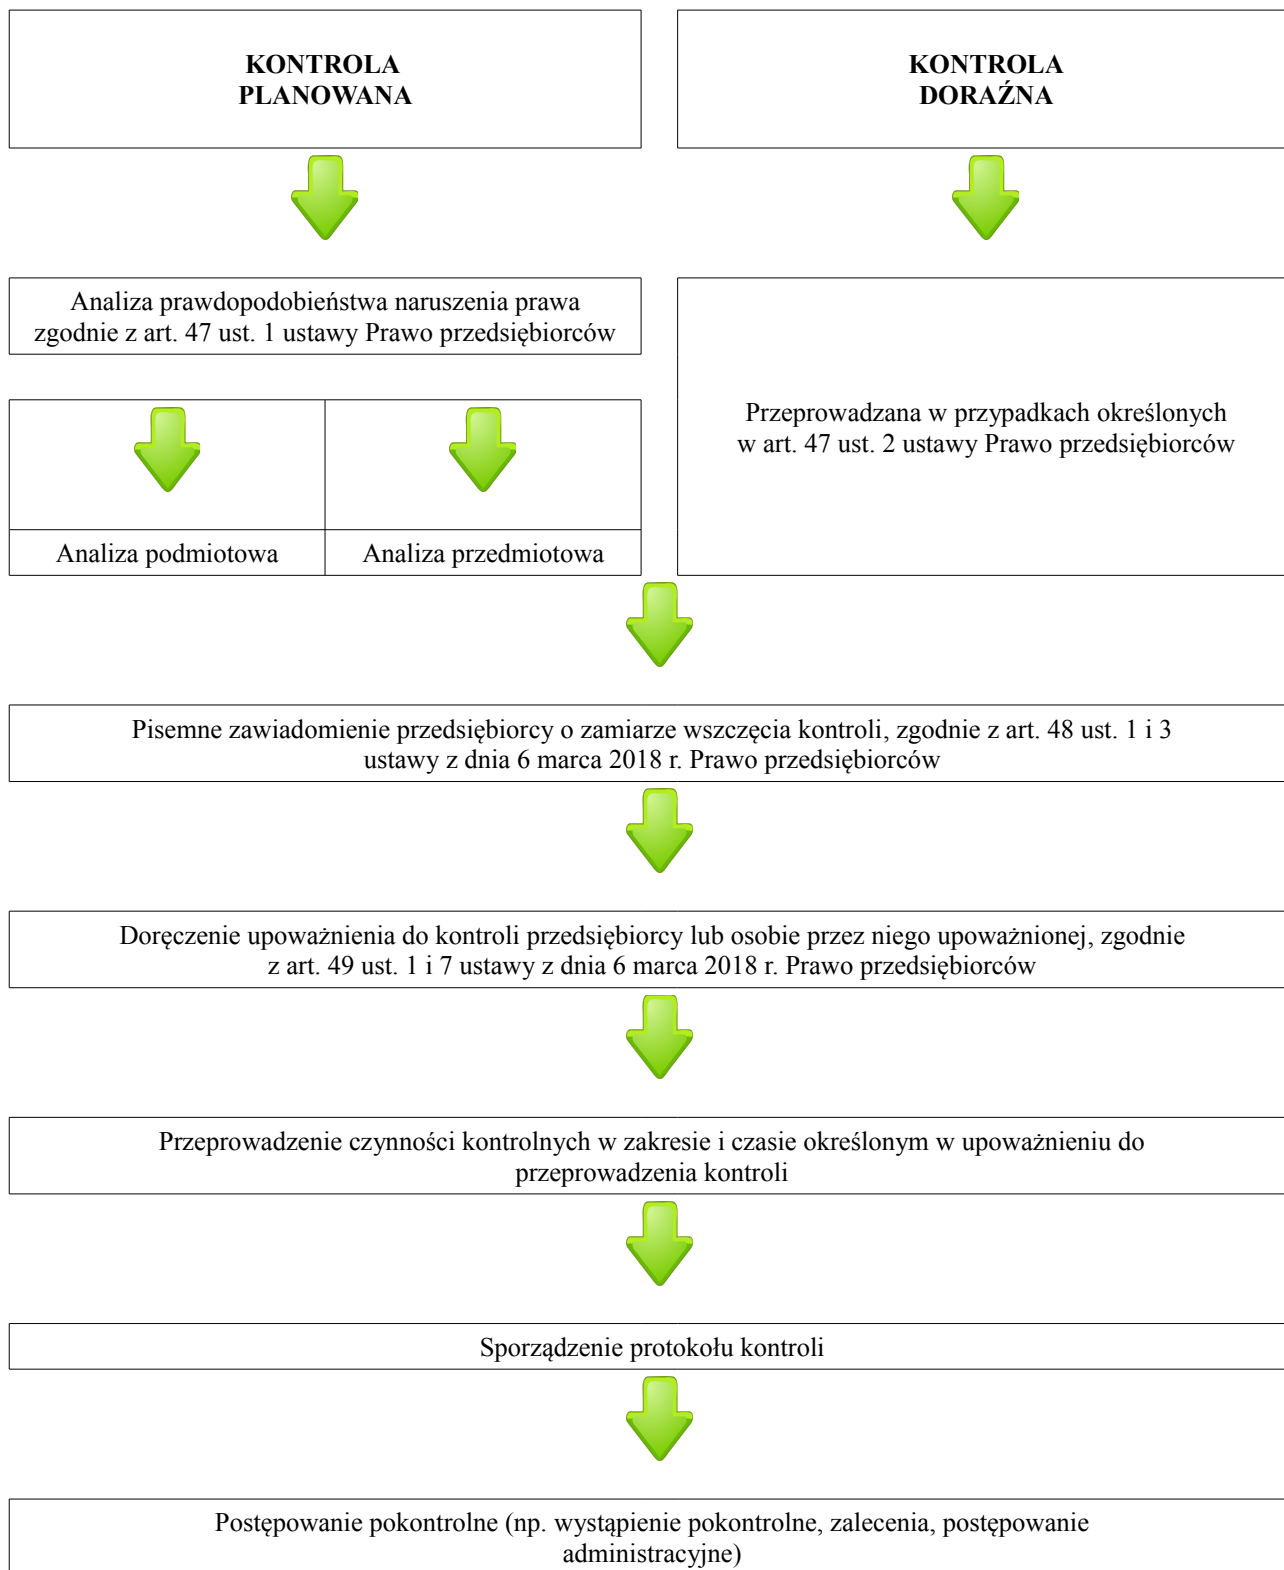 KONTROLA
PLANOWANA
KONTROLA
DORAŹNA
Analiza prawdopodobieństwa naruszenia prawa
zgodnie z art. 47 ust. 1 ustawy Prawo przedsiębiorców
Analiza podmiotowa
Analiza przedmiotowa
Przeprowadzana w przypadkach określonych
w art. 47 ust. 2 ustawy Prawo przedsiębiorców
Pisemne zawiadomienie przedsiębiorcy o zamiarze wszczęcia kontroli, zgodnie z art. 48 ust. 1 i 3
ustawy z dnia 6 marca 2018 r. Prawo przedsiębiorców
Doręczenie upoważnienia do kontroli przedsiębiorcy lub osobie przez niego upoważnionej, zgodnie
z art. 49 ust. 1 i 7 ustawy z dnia 6 marca 2018 r. Prawo przedsiębiorców
Przeprowadzenie czynności kontrolnych w zakresie i czasie określonym w upoważnieniu do
przeprowadzenia kontroli
Sporządzenie protokołu kontroli
Postępowanie pokontrolne (np. wystąpienie pokontrolne, zalecenia, postępowanie
administracyjne)